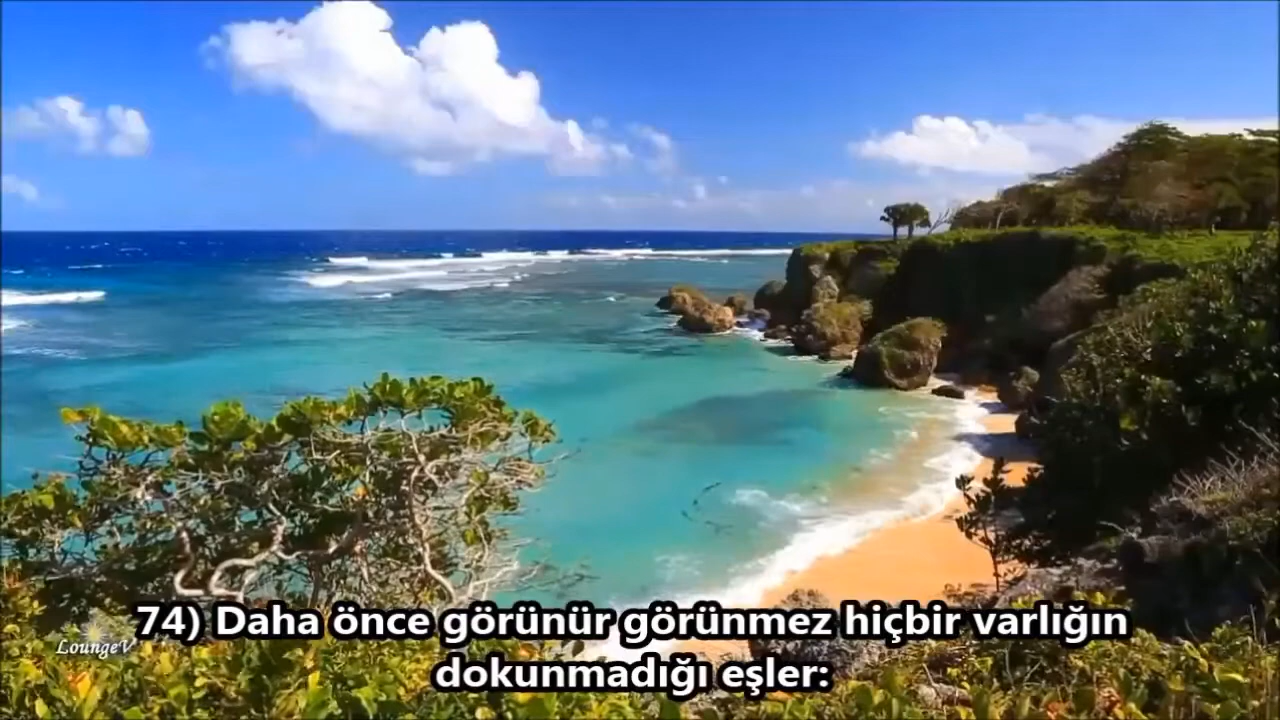 74) Daha önce görünür görünmez hiçbir varlığın
LoungeV
dokunmadığı eşler: